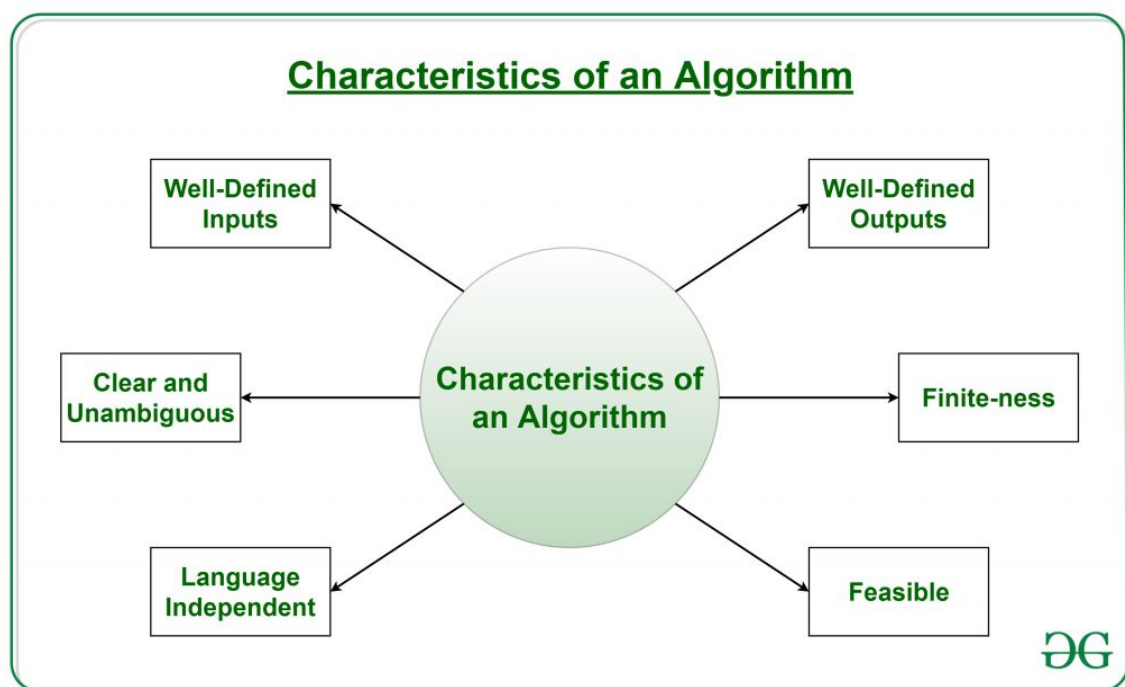 Characteristics of an Algorithm
Well-Defined
Inputs
Well-Defined
Outputs
Clear and
Unambiguous
Characteristics of
an Algorithm
Finite-ness
Language
Independent
Feasible